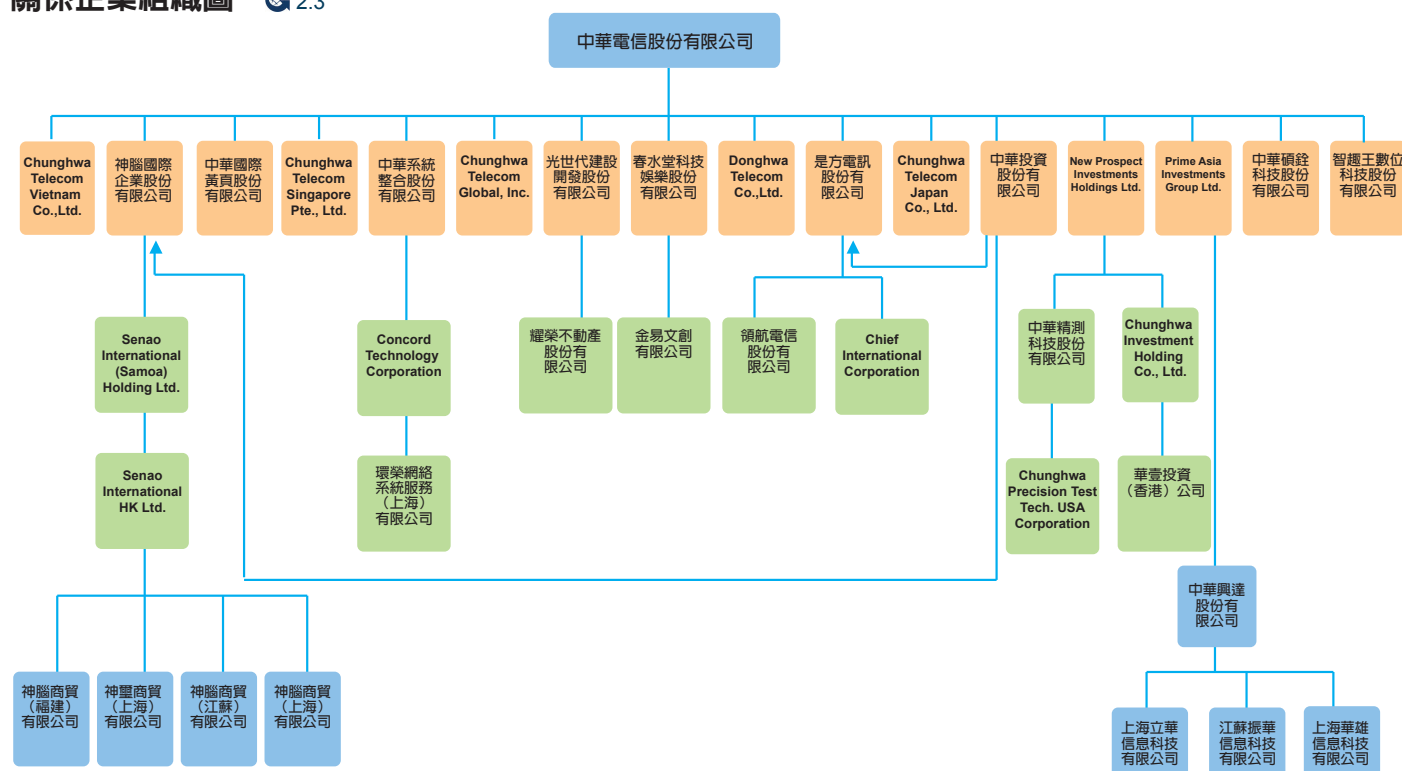 關係企業組織圖 2.3
中華電信股份有限公司
Chunghwa
Telecom
Vietnam
Co.,Ltd.
神腦國際
企業股份
有限公司
中華國際
黃頁股份
有限公司
Chunghwa
Telecom
Singapore
Pte., Ltd.
中華系統
整合股份
有限公司
Chunghwa
Telecom
Global, Inc.
光世代建設
開發股份
有限公司
春水堂科技
娛樂股份
有限公司
Donghwa
Telecom
Co.,Ltd.
是方電訊
股份有
限公司
Chunghwa
Telecom
Japan
Co., Ltd.
中華投資
股份有
限公司
New Prospect
Investments
Holdings Ltd.
Prime Asia
Investments
Group Ltd.
中華碩銓
科技股份
有限公司
智趣王數位
科技股份
有限公司
Senao
International
(Samoa)
Holding Ltd.
Concord
Technology
Corporation
耀榮不動產
股份有
限公司
金易文創
有限公司
領航電信
股份有
限公司
Chief
International
Corporation
中華精測
科技股份
有限公司
Chunghwa
Investment
Holding
Co., Ltd.
Senao
International
HK Ltd.
環榮網絡
系統服務
（上海）
有限公司
Chunghwa
Precision Test
Tech. USA
Corporation
華壹投資
（香港）公司
中華興達
股份有
限公司
神腦商貿
（福建）
有限公司
神璽商貿
（上海）
有限公司
神腦商貿
（江蘇）
有限公司
神腦商貿
（上海）
有限公司
上海立華
信息科技
有限公司
江蘇振華
信息科技
有限公司
上海華雄
信息科技
有限公司